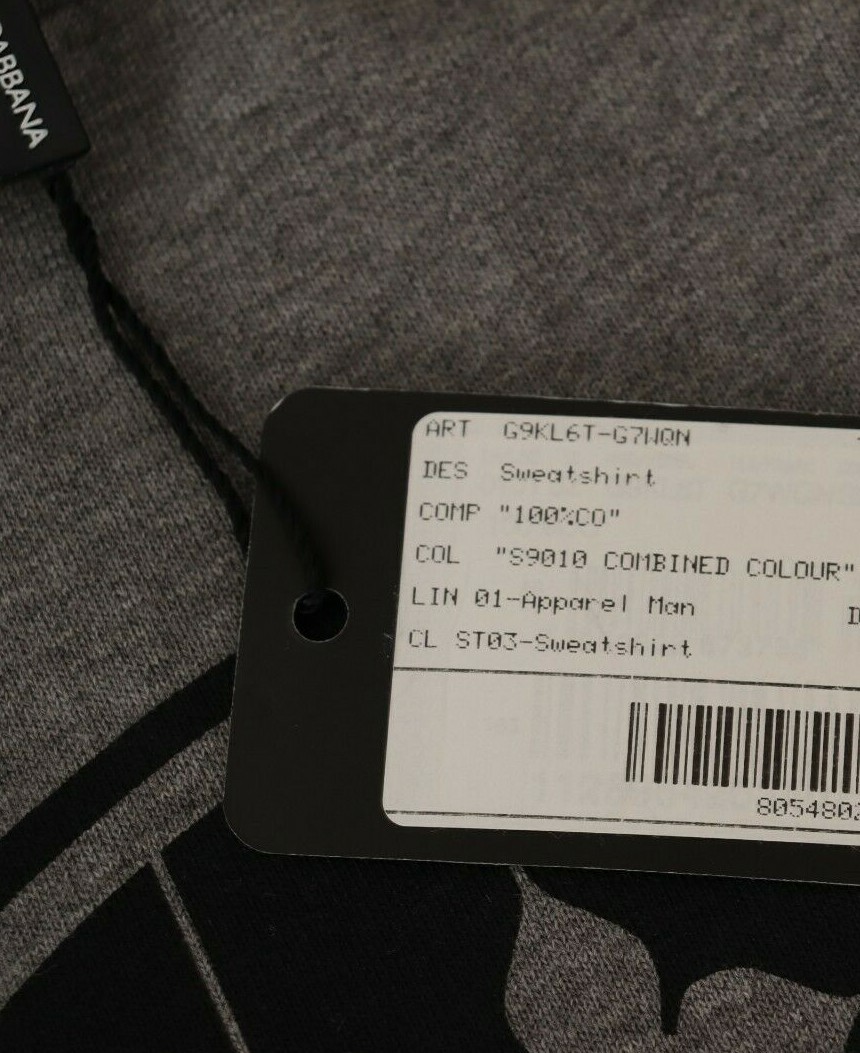 GABBANA
ART G9KL6T-G7WQN
DES Sweatshirt
COMP "100%CO"
COL "S9010 COMBINED COLOUR"
LIN 01-Apparel Man
CL ST03-Sweatshirt
805480